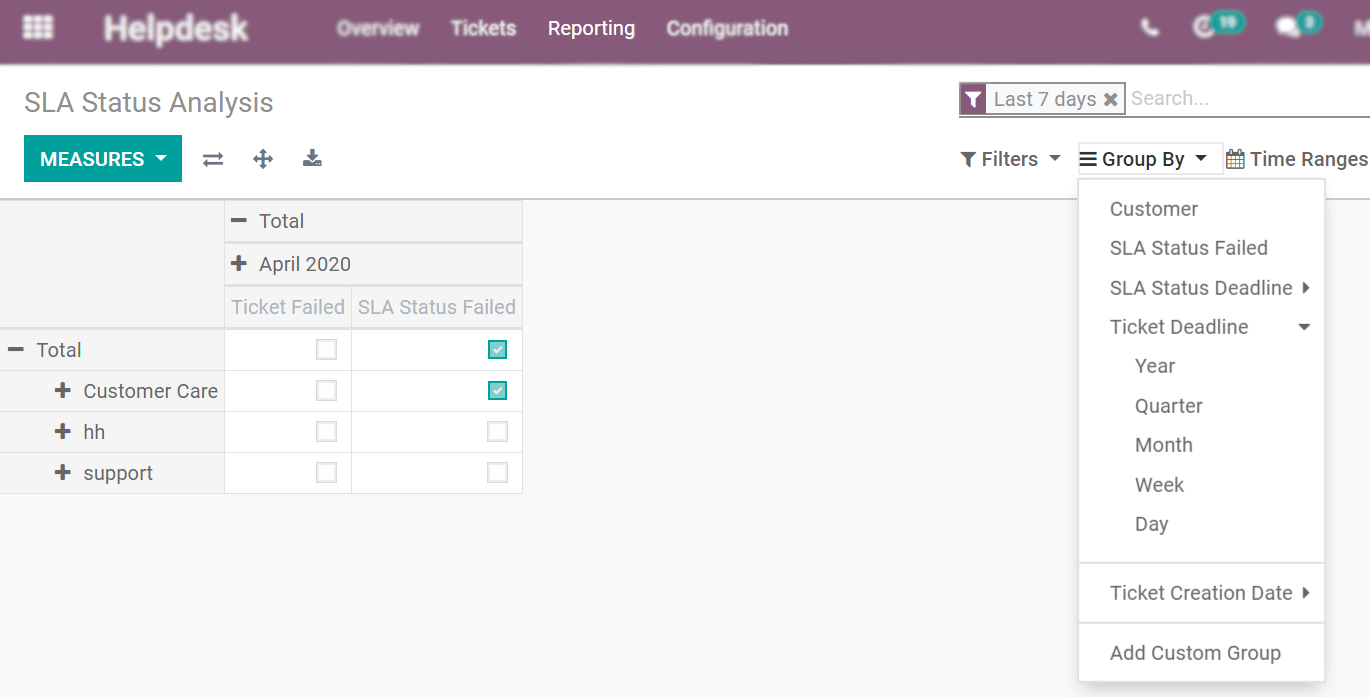 Helpdesk Overview Tickets Reporting Configuration 19 3
SLA Status Analysis
Last 7 days Search...
MEASURES Filters Group By Time Ranges
Total
April 2020
Ticket Failed SLA Status Failed
Total
Customer Care
hh
support
Customer
SLA Status Failed
SLA Status Deadline
Ticket Deadline
Year
Quarter
Month
Week
Day
Ticket Creation Date
Add Custom Group